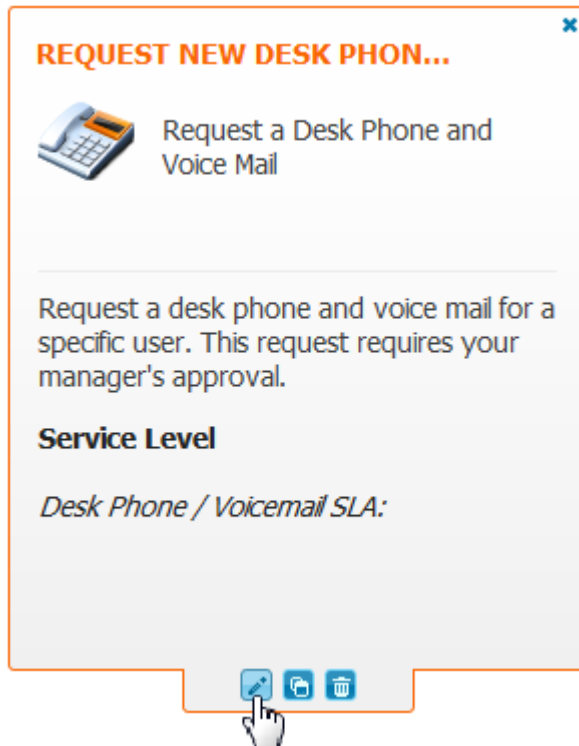 REQUEST NEW DESK PHON...
Request a Desk Phone and
Voice Mail
Request a desk phone and voice mail for a
specific user. This request requires your
manager's approval.
Service Level
Desk Phone / Voicemail SLA: